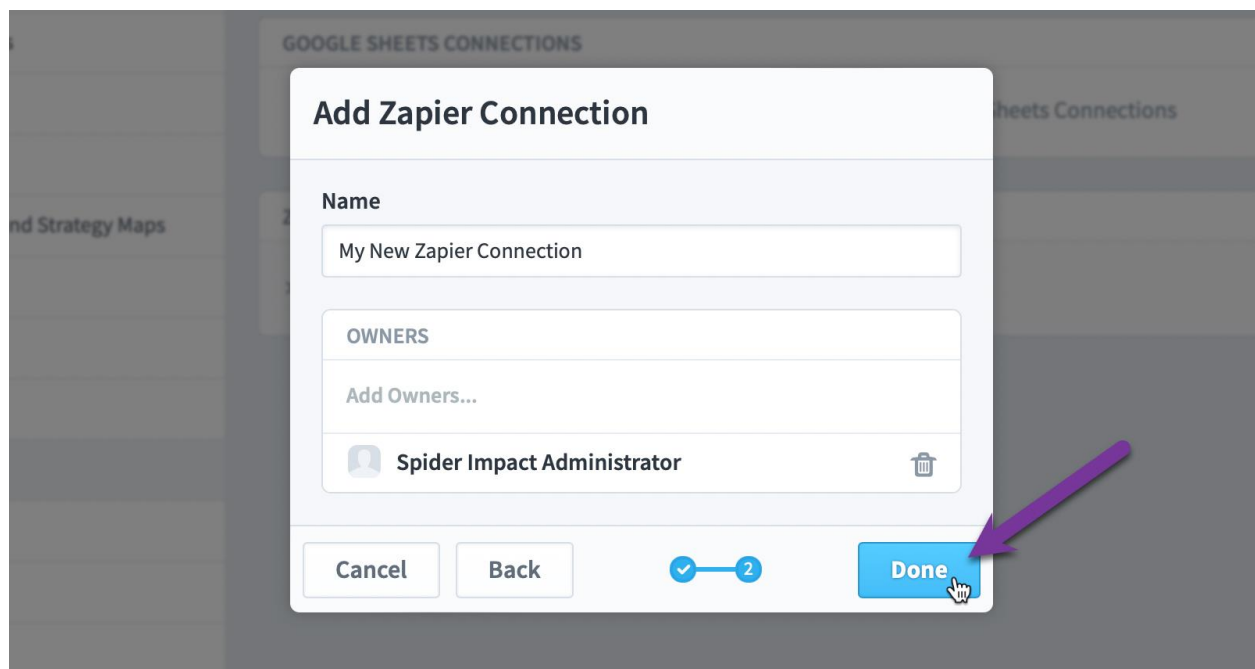 GOOGLE SHEETS CONNECTIONS
Add Zapier Connection
Sheets Connections
Name
nd Strategy Maps
My New Zapier Connection
OWNERS
Add Owners...
Spider Impact Administrator
Cancel
Back
2
Done